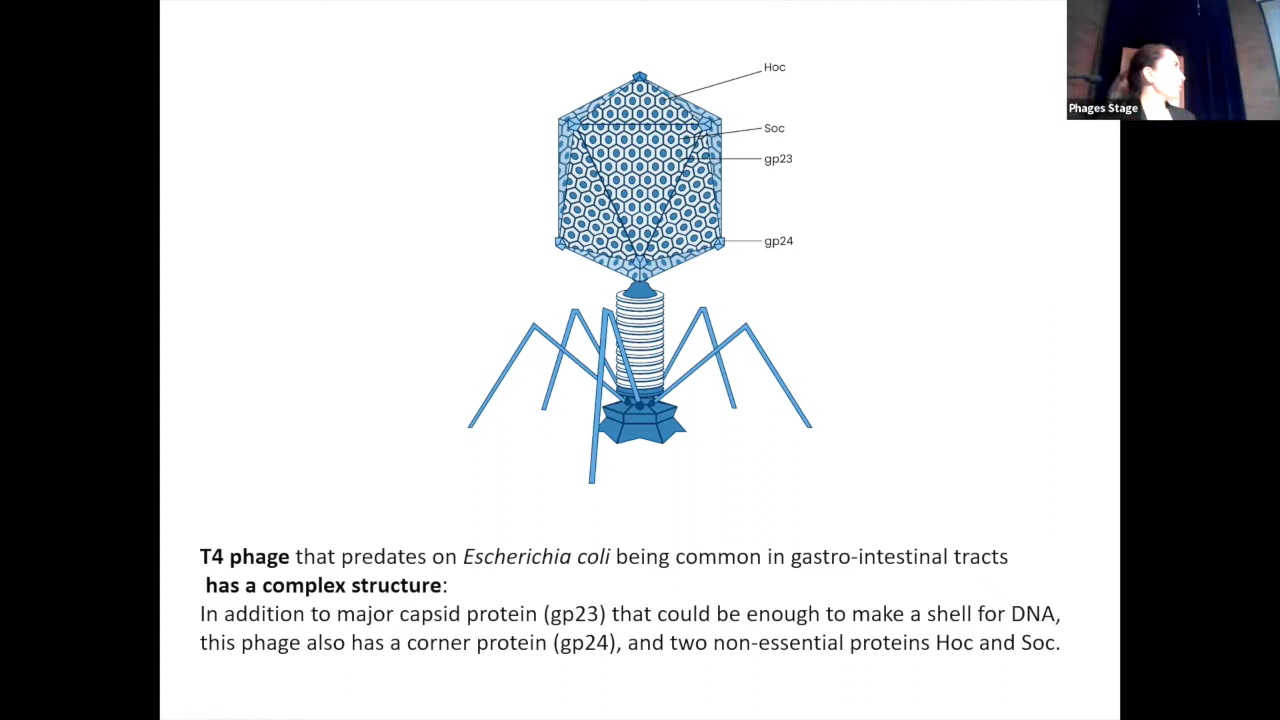 Hoc
Soc
gp23
gp24
Phages Stage
T4 phage that predates on Escherichia coli being common in gastro-intestinal tracts
has a complex structure:
In addition to major capsid protein (gp23) that could be enough to make a shell for DNA,
this phage also has a corner protein (gp24), and two non-essential proteins Hoc and Soc.